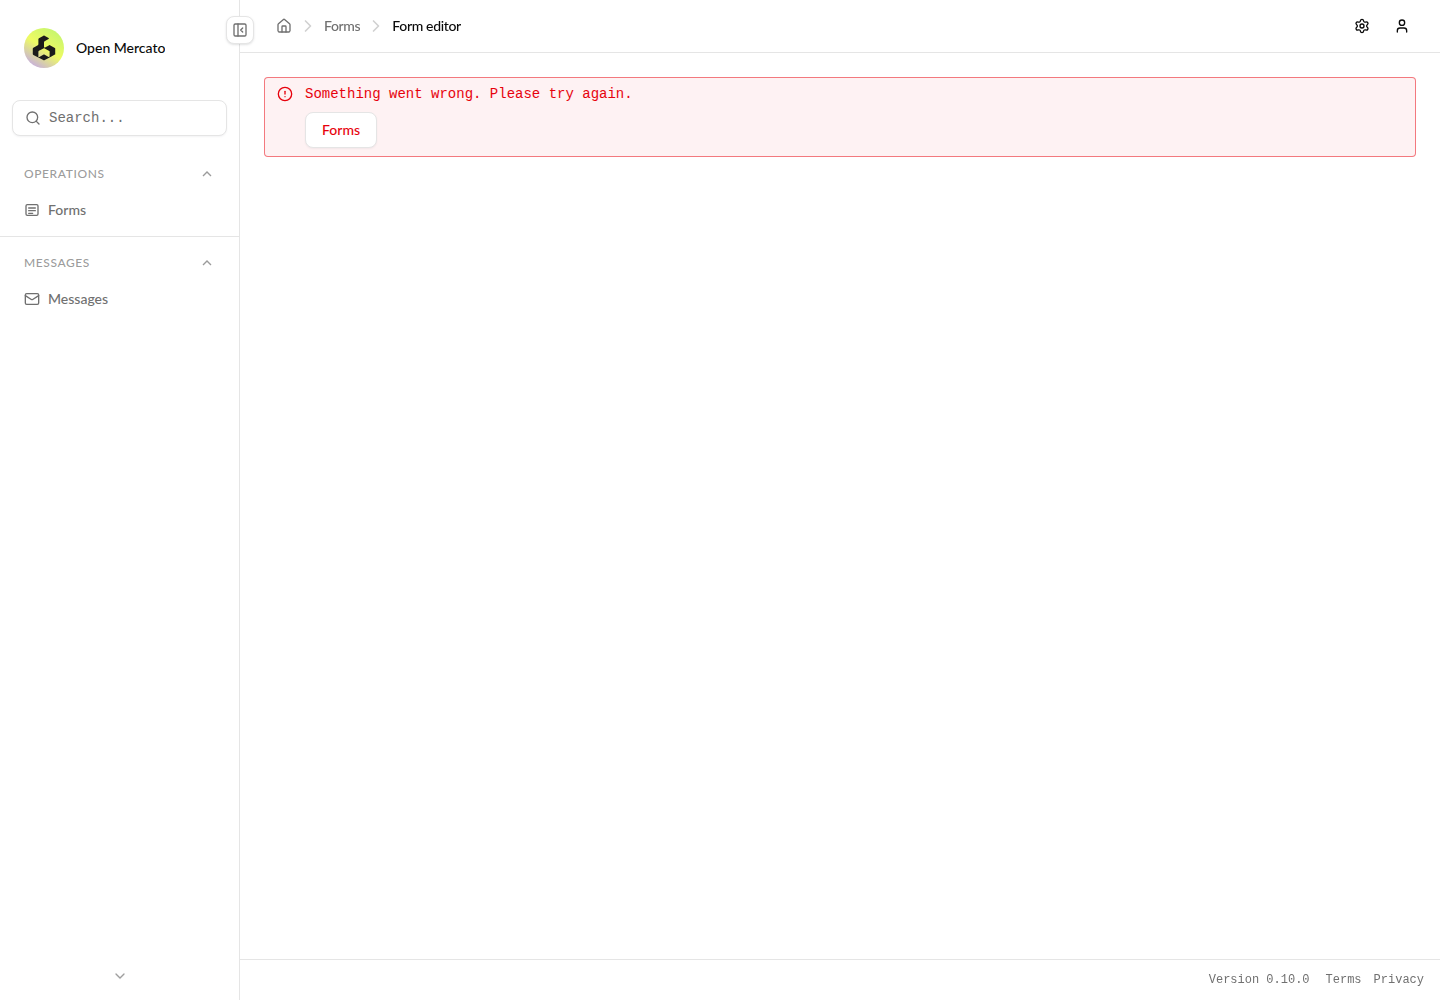 Open Mercato
Search...
OPERATIONS
Forms
MESSAGES
Messages
Forms
Form editor
Something went wrong. Please try again.
Forms
Version 0.10.0
Terms
Privacy